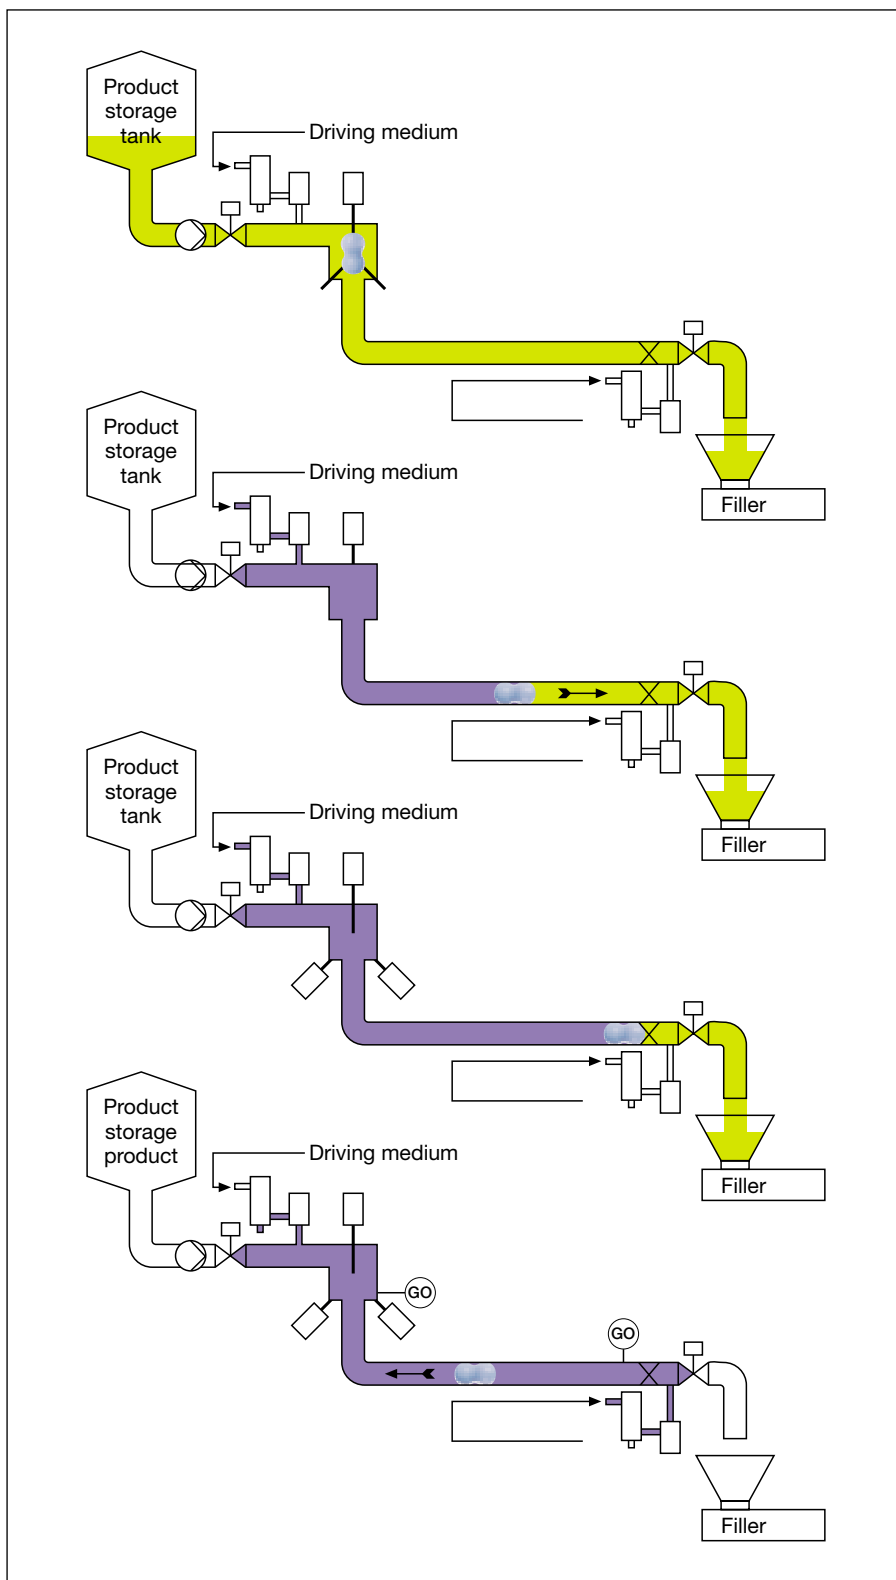 Product
storage
tank
Driving medium
Filler
Product
storage
tank
Driving medium
Filler
Product
storage
tank
Driving medium
Filler
Product
storage
product
Driving medium
GO
GO
Filler